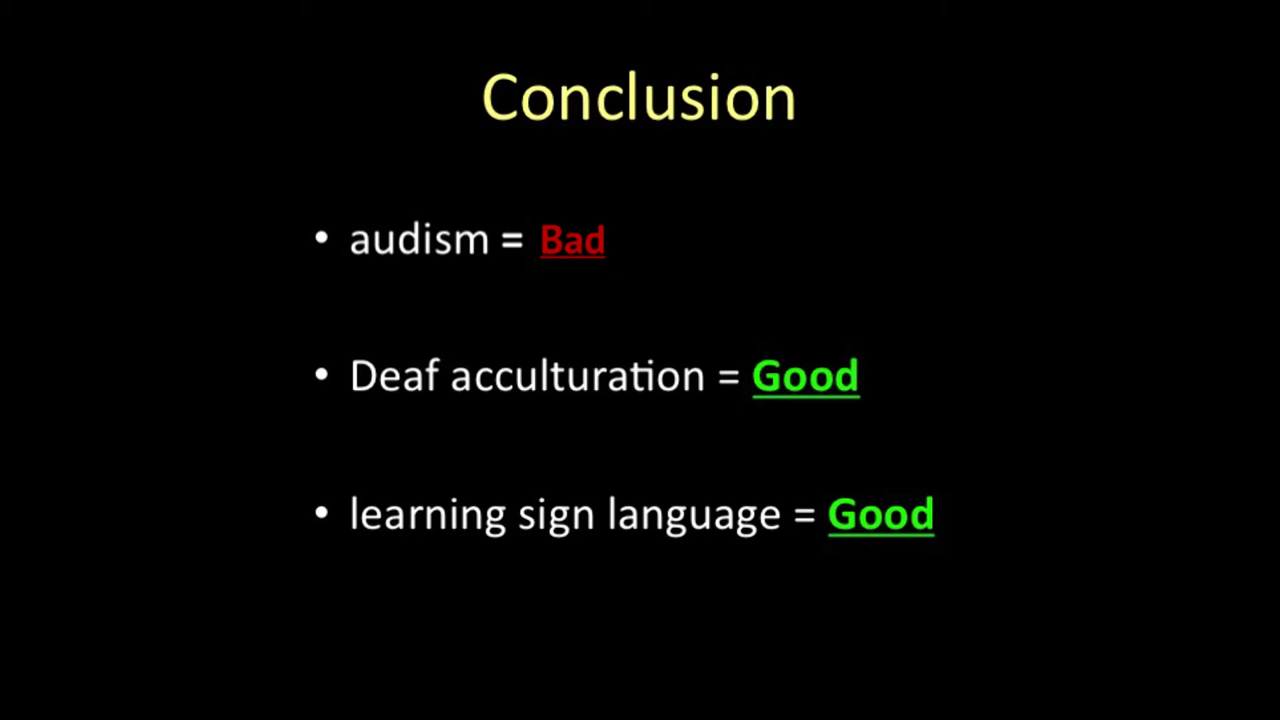 Conclusion
• audism = Bad
• Deaf acculturation = Good
• learning sign language = Good